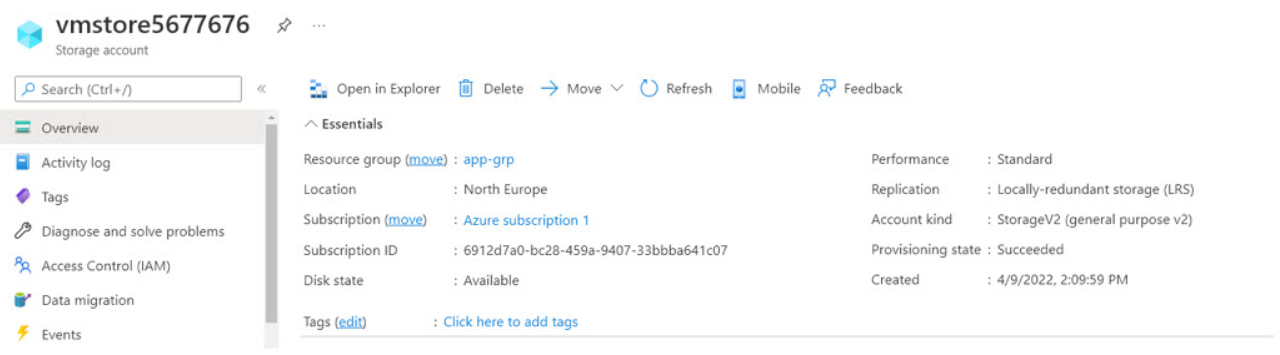 vmstore5677676 ...
Storage account
Search (Ctrl+/) «
Overview
Activity log
Tags
Diagnose and solve problems
Access Control (IAM)
Data migration
Events
Open in Explorer Delete Move Refresh Mobile Feedback
Essentials
Resource group (move) : app-grp
Location : North Europe
Subscription (move) : Azure subscription 1
Subscription ID : 6912d7a0-bc28-459a-9407-33bbba641c07
Disk state : Available
Performance : Standard
Replication : Locally-redundant storage (LRS)
Account kind : StorageV2 (general purpose v2)
Provisioning state : Succeeded
Created : 4/9/2022, 2:09:59 PM
Tags (edit) : Click here to add tags